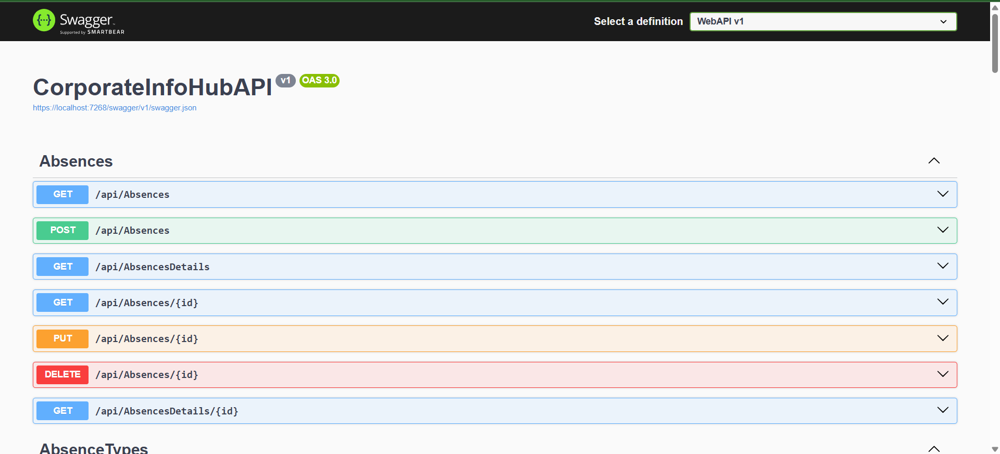 Swagger
Supported by SMARTBEAR
Select a definition
WebAPI v1
CorporateInfoHubAPI v1 OAS 3.0
https://localhost:7268/swagger/v1/swagger.json
Absences
GET /api/Absences
POST /api/Absences
GET /api/AbsencesDetails
GET /api/Absences/{id}
PUT /api/Absences/{id}
DELETE /api/Absences/{id}
GET /api/AbsencesDetails/{id}
AbsenceTypes